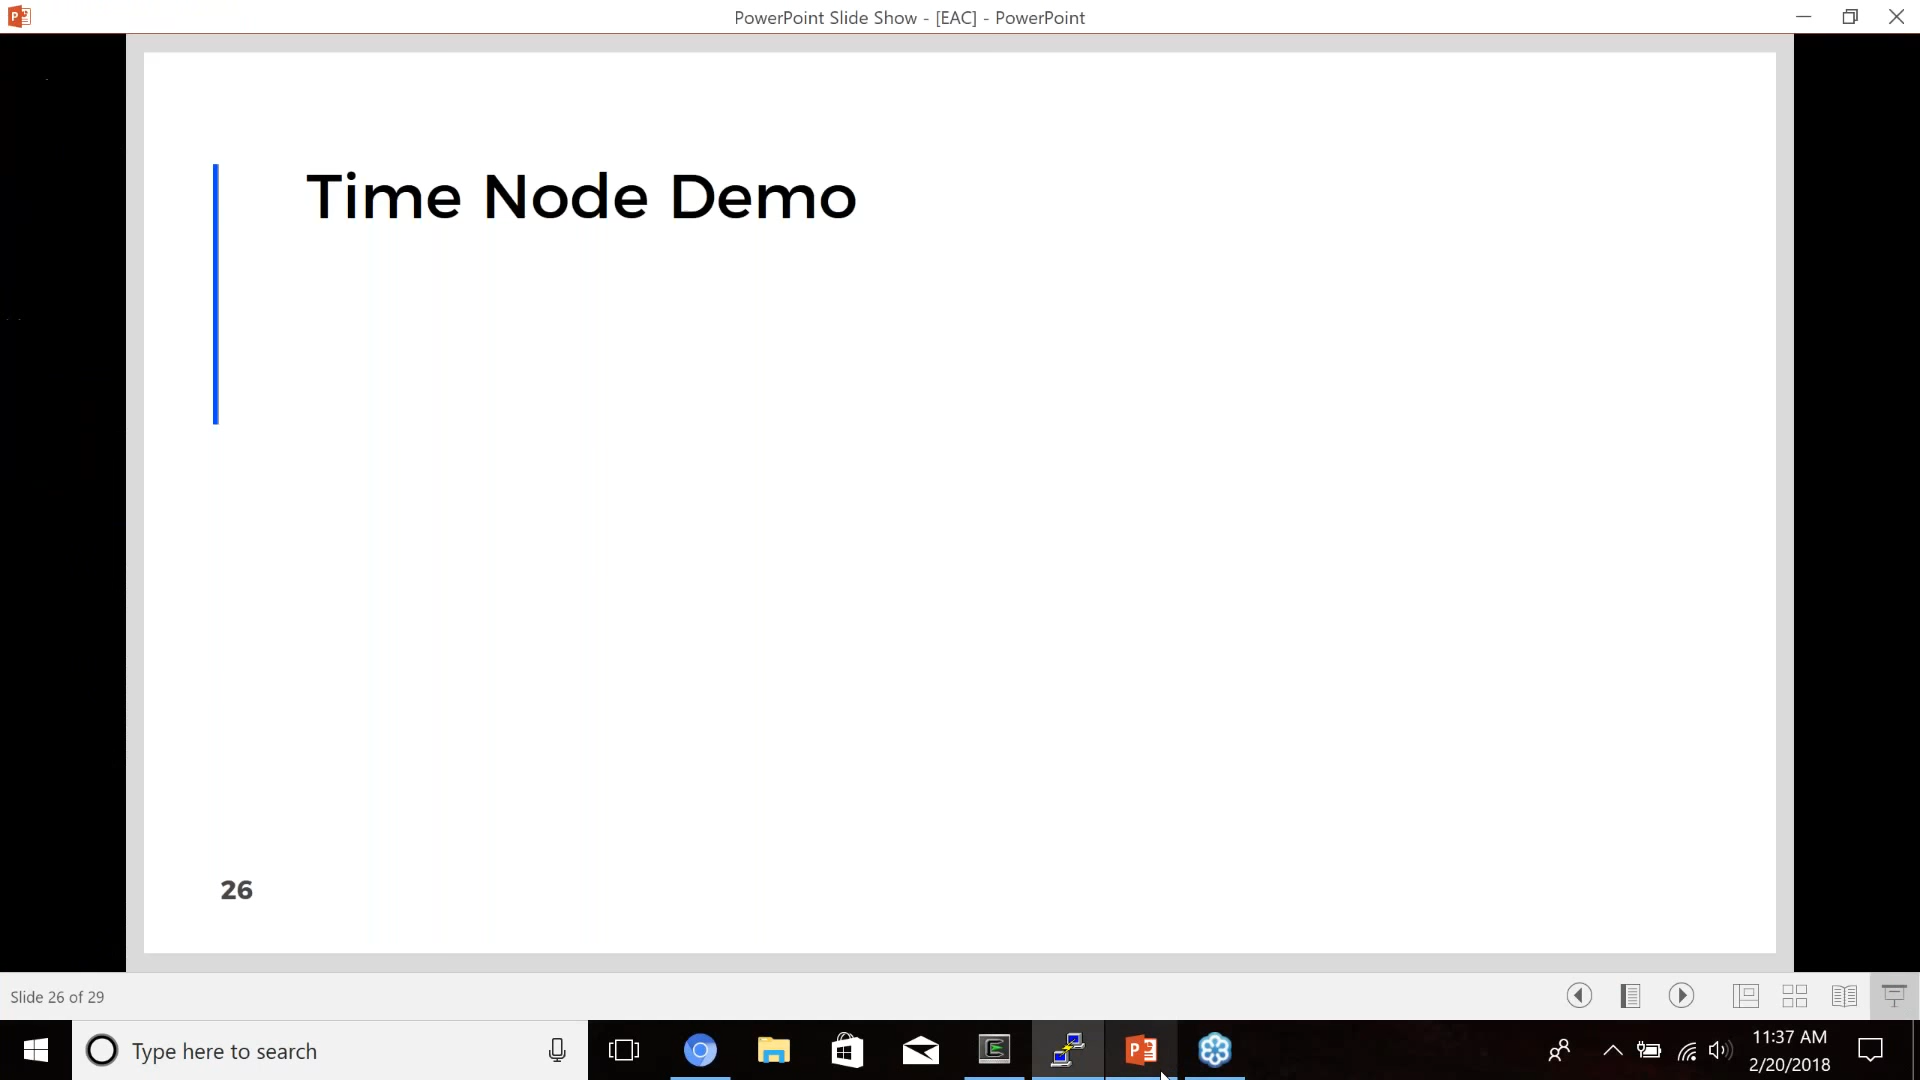 PowerPoint Slide Show - [EAC] - PowerPoint
Time Node Demo
26
Slide 26 of 29
Type here to search
11:37 AM
2/20/2018